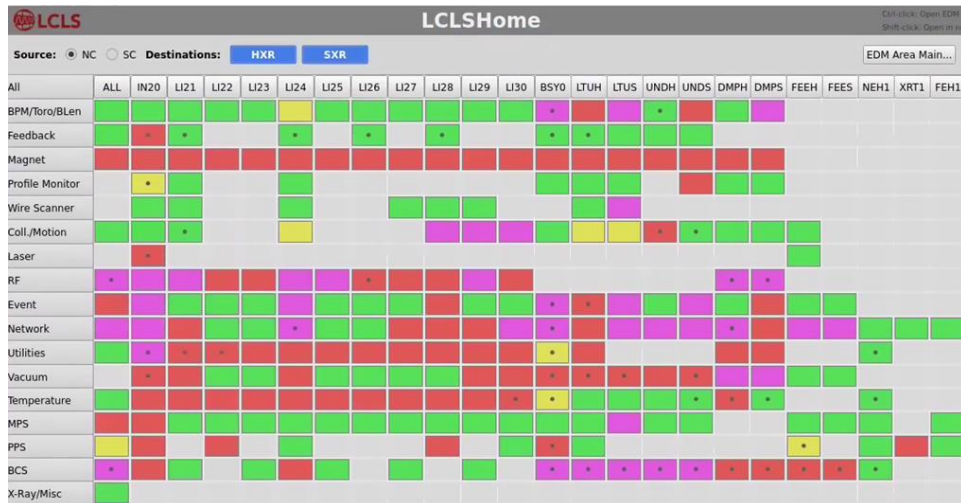 LCLS
LCLSHome
Ctrl-click: Open EDM
Shift-click: Open in
Source: NC SC Destinations: HXR SXR
EDM Area Main...
All ALL IN20 LI21 LI22 LI23 LI24 LI25 LI26 LI27 LI28 LI29 LI30 BSY0 LTUH LTUS UNDH UNDS DMPH DMPS FEEH FEES NEH1 XRT1 FEH1
BPM/Toro/BLen
Feedback
Magnet
Profile Monitor
Wire Scanner
Coll./Motion
Laser
RF
Event
Network
Utilities
Vacuum
Temperature
MPS
PPS
BCS
X-Ray/Misc